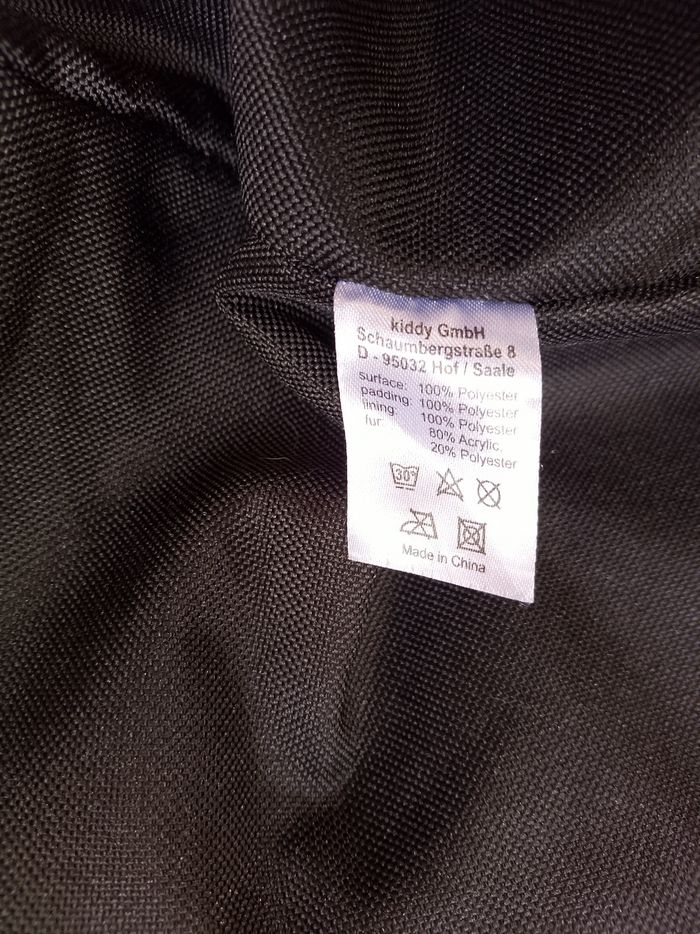 kiddy GmbH
Schaumbergstraße 8
D - 95032 Hof / Saale
surface: 100% Polyester
padding: 100% Polyester
lining: 100% Polyester
fur: 80% Acrylic,
20% Polyester
30°
Made in China